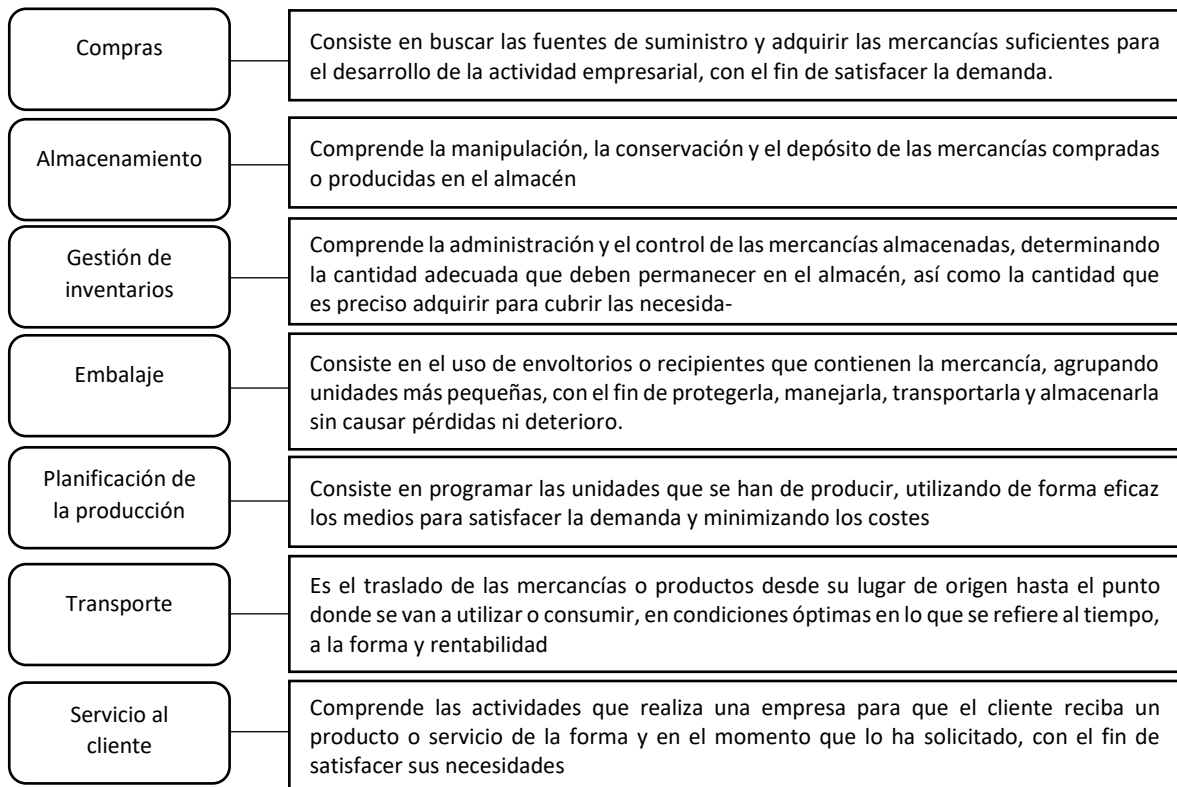 Compras
Consiste en buscar las fuentes de suministro y adquirir las mercancías suficientes para
el desarrollo de la actividad empresarial, con el fin de satisfacer la demanda.
Almacenamiento
Comprende la manipulación, la conservación y el depósito de las mercancías compradas
o producidas en el almacén
Gestión de
inventarios
Comprende la administración y el control de las mercancías almacenadas, determinando
la cantidad adecuada que deben permanecer en el almacén, así como la cantidad que
es preciso adquirir para cubrir las necesida-
Embalaje
Consiste en el uso de envoltorios o recipientes que contienen la mercancía, agrupando
unidades más pequeñas, con el fin de protegerla, manejarla, transportarla y almacenarla
sin causar pérdidas ni deterioro.
Planificación de
la producción
Consiste en programar las unidades que se han de producir, utilizando de forma eficaz
los medios para satisfacer la demanda y minimizando los costes
Transporte
Es el traslado de las mercancías o productos desde su lugar de origen hasta el punto
donde se van a utilizar o consumir, en condiciones óptimas en lo que se refiere al tiempo,
a la forma y rentabilidad
Servicio al
cliente
Comprende las actividades que realiza una empresa para que el cliente reciba un
producto o servicio de la forma y en el momento que lo ha solicitado, con el fin de
satisfacer sus necesidades